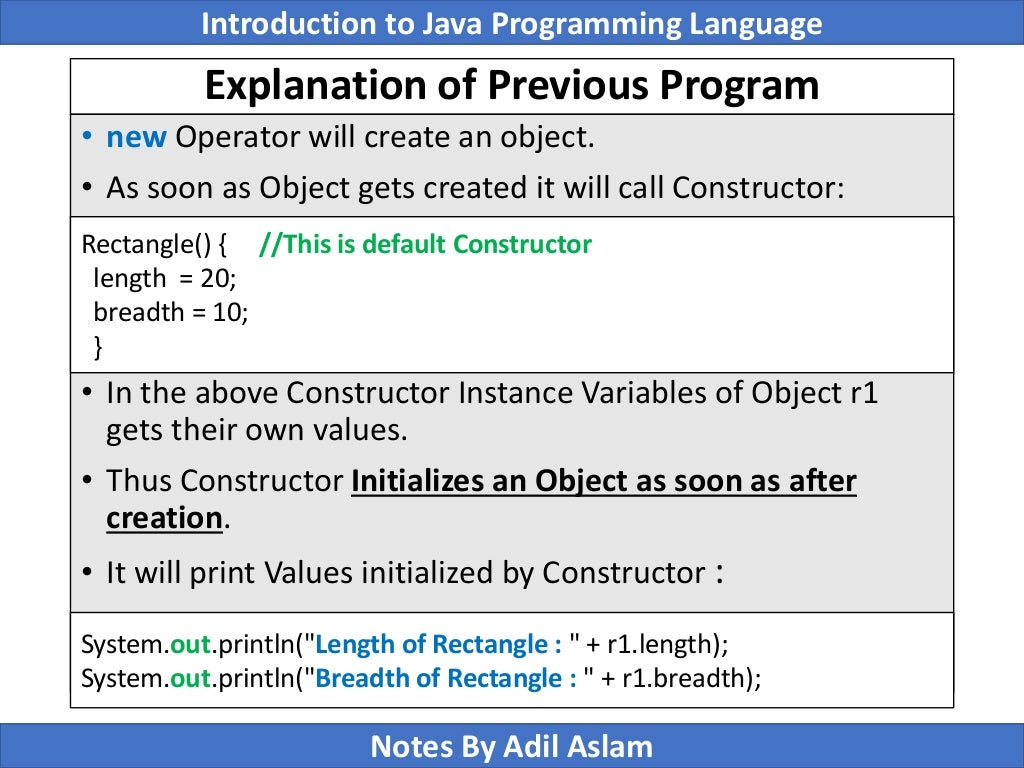 Introduction to Java Programming Language
Explanation of Previous Program
• new Operator will create an object.
• As soon as Object gets created it will call Constructor:
Rectangle() { //This is default Constructor
length = 20;
breadth = 10;
}
• In the above Constructor Instance Variables of Object r1
gets their own values.
• Thus Constructor Initializes an Object as soon as after
creation.
• It will print Values initialized by Constructor :
System.out.println("Length of Rectangle : " + r1.length);
System.out.println("Breadth of Rectangle : " + r1.breadth);
Notes By Adil Aslam